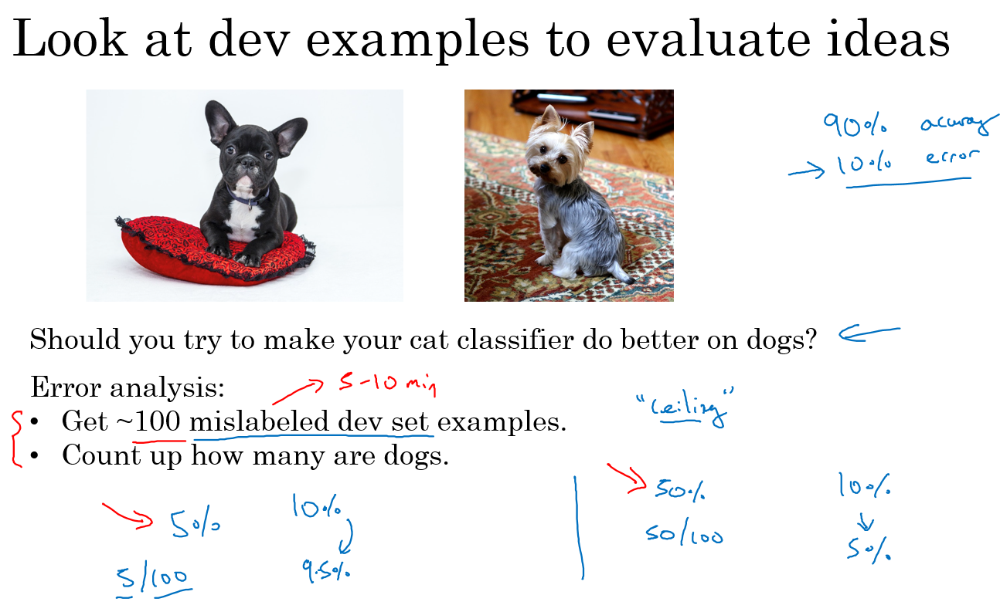 Look at dev examples to evaluate ideas
90% accuracy
→ 10% error
Should you try to make your cat classifier do better on dogs? ←
Error analysis:
→ 5-10 min
• Get ~100 mislabeled dev set examples.
• Count up how many are dogs.
"ceiling"
→ 5%
5/100
10%
9.5%
→ 50%
50/100
10%
↓
5%